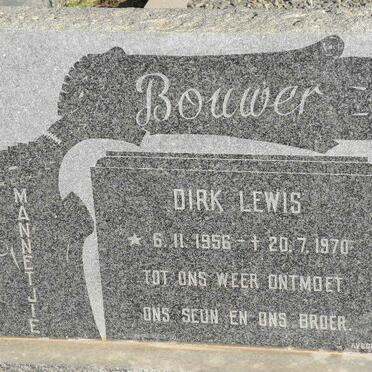 Bouwer
MANNETJIE
DIRK LEWIS
★ 6.11.1956 – † 20.7.1970
TOT ONS WEER ONTMOET
ONS SEUN EN ONS BROER.